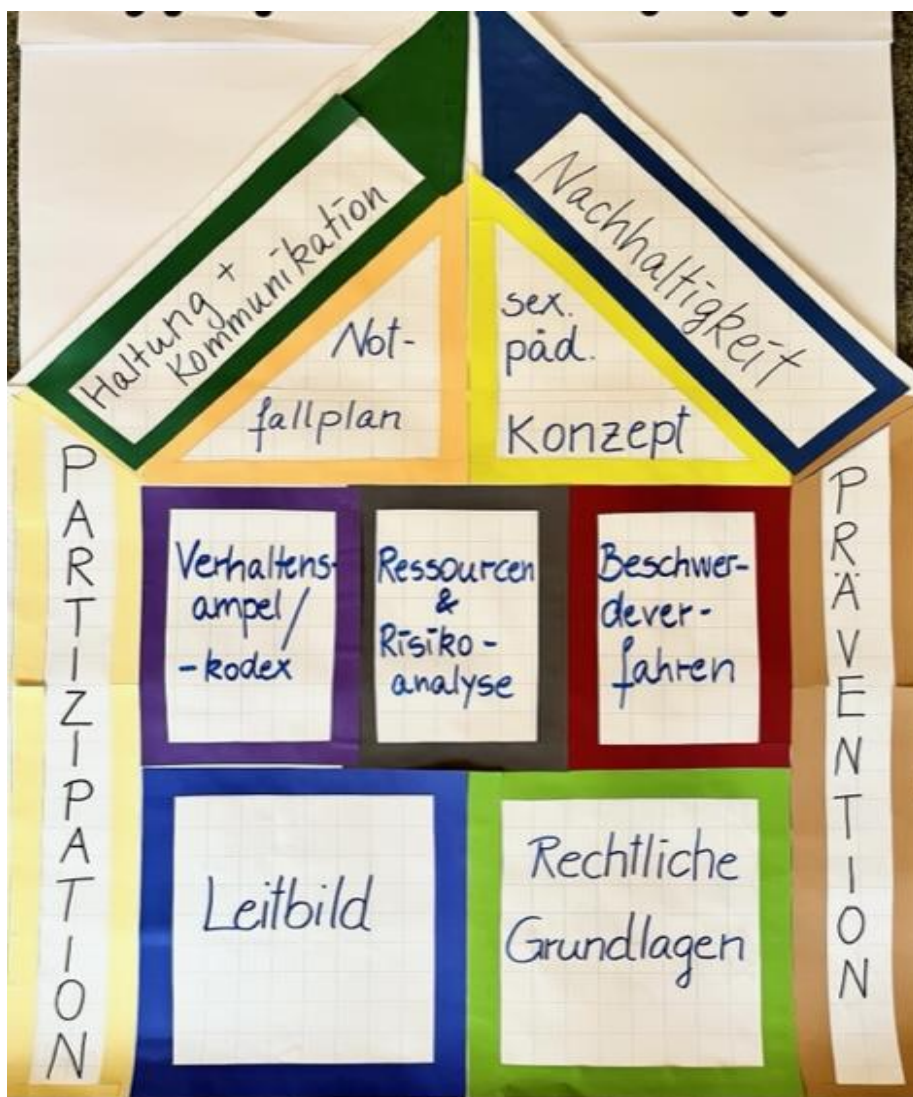 Haltung +
Kommunikation
Nachhaltigkeit
Not-
fallplan
sex.
päd.
Konzept
PARTIZIPATION
Verhaltens-
ampel/
-kodex
Ressourcen
&
Risiko-
analyse
Beschwer-
dever-
fahren
PRÄVENTION
Leitbild
Rechtliche
Grundlagen